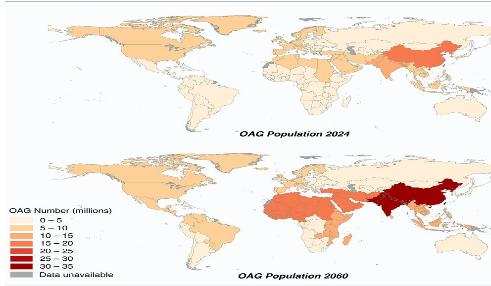 OAG Population 2024
OAG Number (millions)
0 – 5
5 – 10
10 – 15
15 – 20
20 – 25
25 – 30
30 – 35
Data unavailable
OAG Population 2060